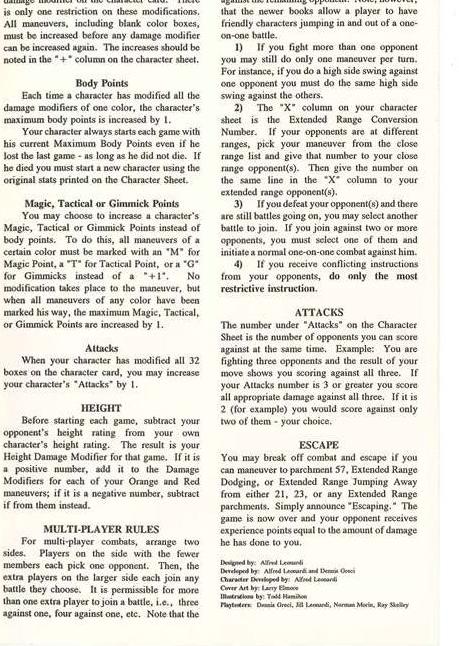 damage modifier on the character card. There
is only one restriction on these modifications.
All maneuvers, including blank color boxes,
must be increased before any damage modifier
can be increased again. The increases should be
noted in the "+" column on the character sheet.
Body Points
Each time a character has modified all the
damage modifiers of one color, the character's
maximum body points is increased by 1.
Your character always starts each game with
his current Maximum Body Points even if he
lost the last game - as long as he did not die. If
he died you must start a new character using the
original stats printed on the Character Sheet.
Magic, Tactical or Gimmick Points
You may choose to increase a character's
Magic, Tactical or Gimmick Points instead of
body points. To do this, all maneuvers of a
certain color must be marked with an "M" for
Magic Point, a "T" for Tactical Point, or a "G"
for Gimmicks instead of a "+1". No
modification takes place to the maneuver, but
when all maneuvers of any color have been
marked his way, the maximum Magic, Tactical,
or Gimmick Points are increased by 1.
Attacks
When your character has modified all 32
boxes on the character card, you may increase
your character's "Attacks" by 1.
HEIGHT
Before starting each game, subtract your
opponent's height rating from your own
character's height rating. The result is your
Height Damage Modifier for that game. If it is
a positive number, add it to the Damage
Modifiers for each of your Orange and Red
maneuvers; if it is a negative number, subtract
if from them instead.
MULTI-PLAYER RULES
For multi-player combats, arrange two
sides. Players on the side with the fewer
members each pick one opponent. Then, the
extra players on the larger side each join any
battle they choose. It is permissible for more
than one extra player to join a battle, i.e., three
against one, four against one, etc. Note that the
against the remaining opponent. Note, however,
that the newer books allow a player to have
friendly characters jumping in and out of a one-
on-one battle.
1) If you fight more than one opponent
you may still do only one maneuver per turn.
For instance, if you do a high side swing against
one opponent you must do the same high side
swing against the others.
2) The "X" column on your character
sheet is the Extended Range Conversion
Number. If your opponents are at different
ranges, pick your maneuver from the close
range list and give that number to your close
range opponent(s). Then give the number on
the same line in the "X" column to your
extended range opponent(s).
3) If you defeat your opponent(s) and there
are still battles going on, you may select another
battle to join. If you join against two or more
opponents, you must select one of them and
initiate a normal one-on-one combat against him.
4) If you receive conflicting instructions
from your opponents, do only the most
restrictive instruction.
ATTACKS
The number under "Attacks" on the Character
Sheet is the number of opponents you can score
against at the same time. Example: You are
fighting three opponents and the result of your
move shows you scoring against all three. If
your Attacks number is 3 or greater you score
all appropriate damage against all three. If it is
2 (for example) you would score against only
two of them - your choice.
ESCAPE
You may break off combat and escape if you
can maneuver to parchment 57, Extended Range
Dodging, or Extended Range Jumping Away
from either 21, 23, or any Extended Range
parchments. Simply announce "Escaping." The
game is now over and your opponent receives
experience points equal to the amount of damage
he has done to you.
Designed by: Alfred Leonardi
Developed by: Alfred Leonardi and Dennis Greci
Character Developed by: Alfred Leonardi
Cover Art by: Larry Elmore
Illustrations by: Todd Hamilton
Playtesters: Dennis Greci, Jill Leonardi, Norman Morin, Ray Skelley